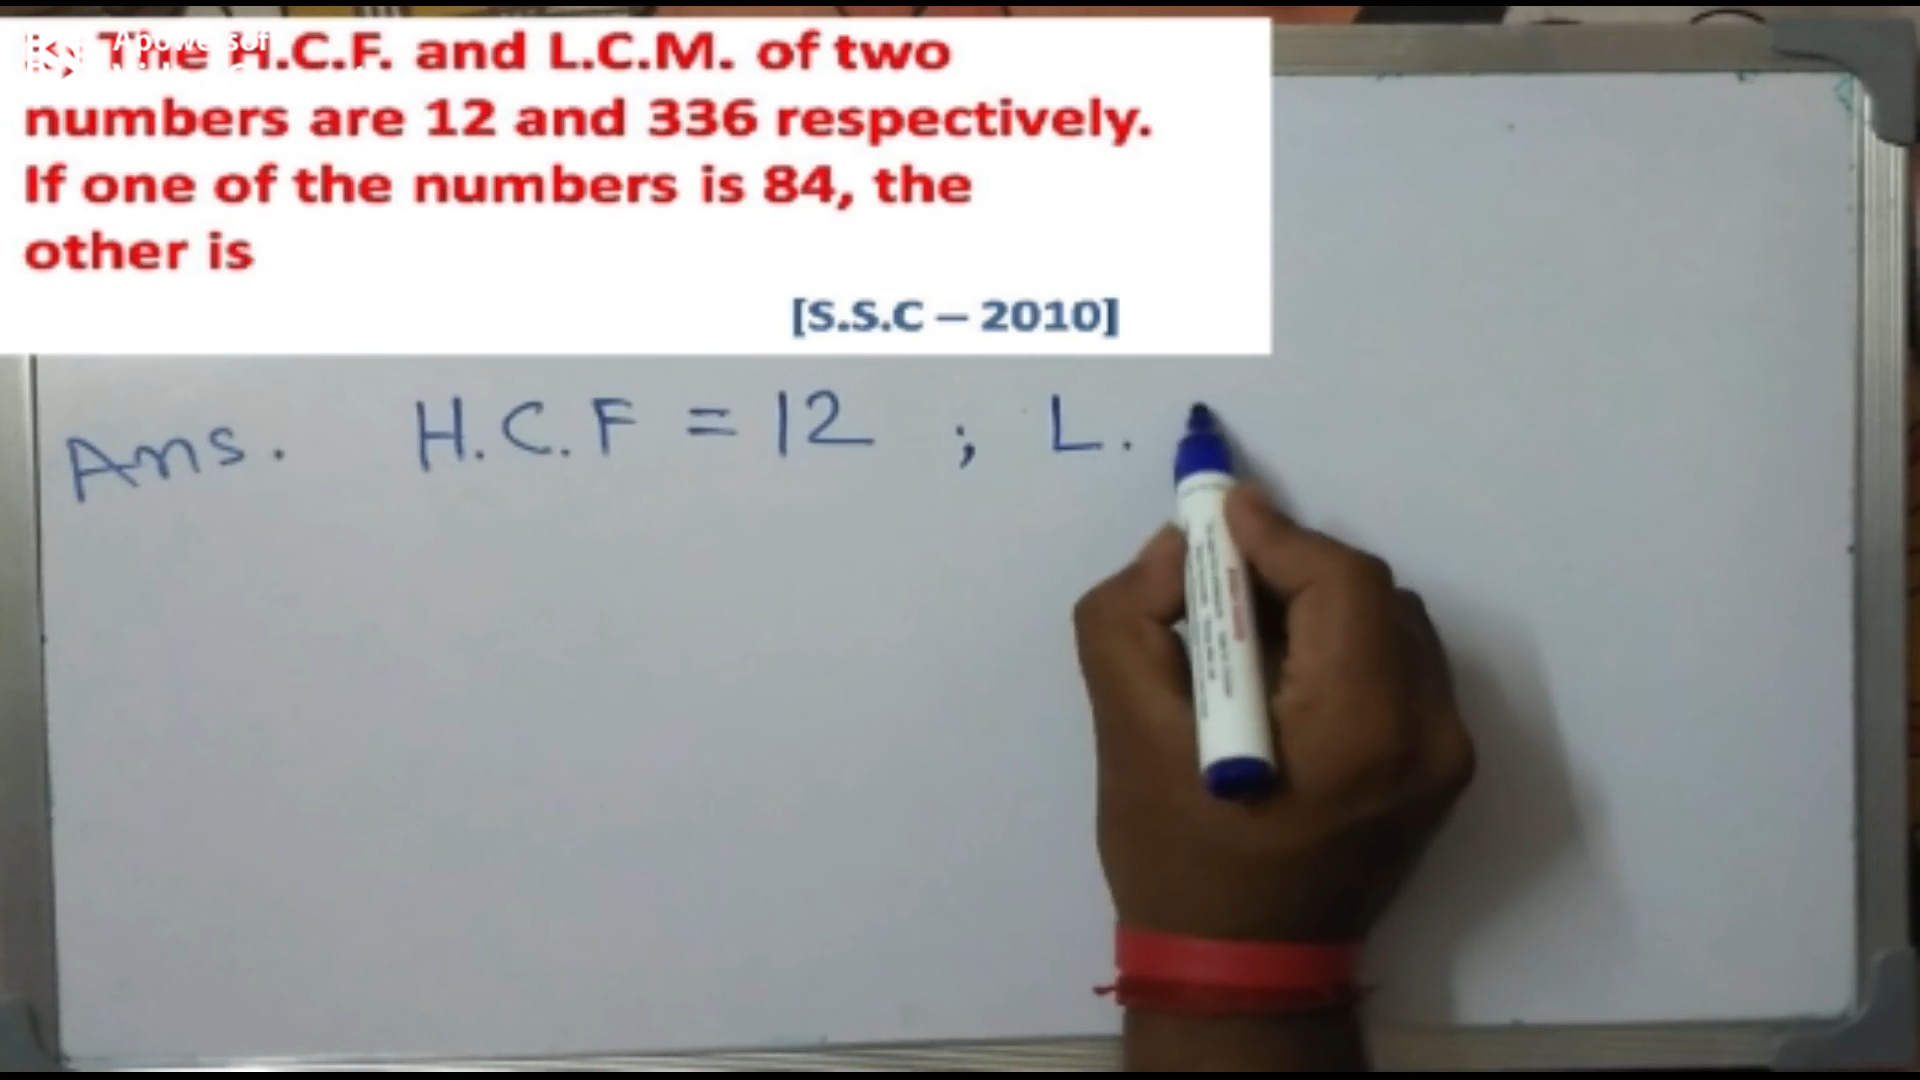 The H.C.F. and L.C.M. of two
numbers are 12 and 336 respectively.
If one of the numbers is 84, the
other is
[S.S.C – 2010]
Ans. H.C.F = 12 ; L.